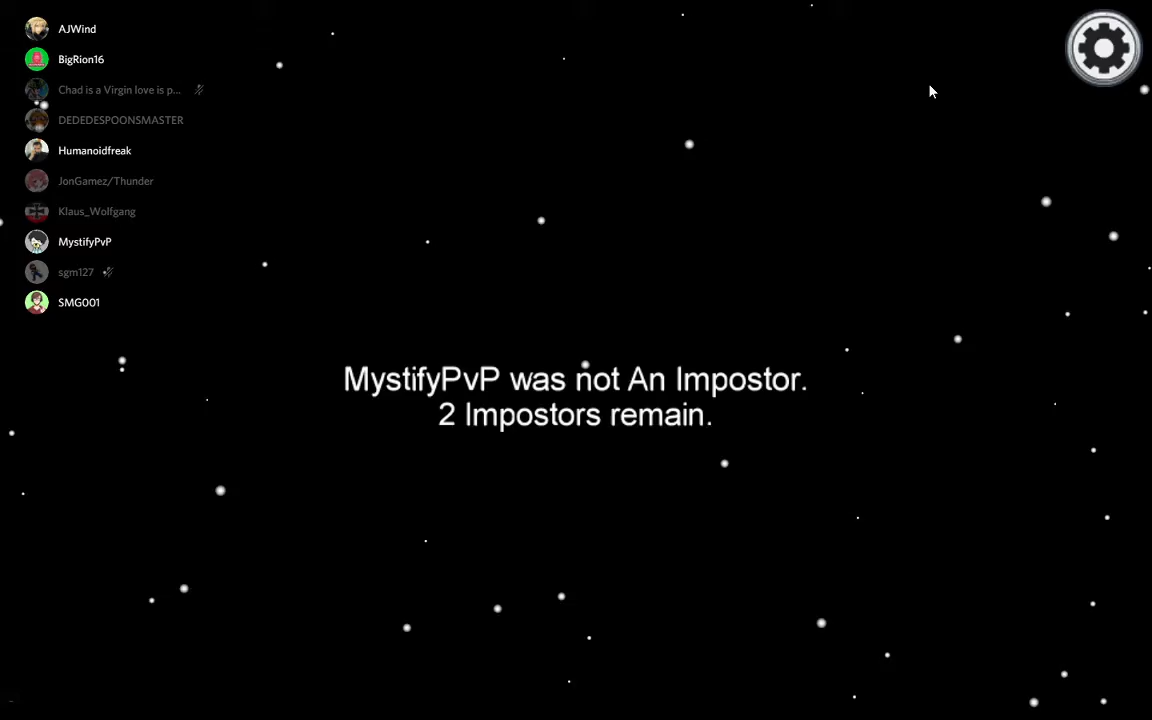 AJWind
BigRion16
Chad is a Virgin love is p...
DEDEDESPOONSMASTER
Humanoidfreak
JonGamez/Thunder
Klaus_Wolfgang
MystifyPvP
sgm127
SMG001
MystifyPvP was not An Impostor.
2 Impostors remain.